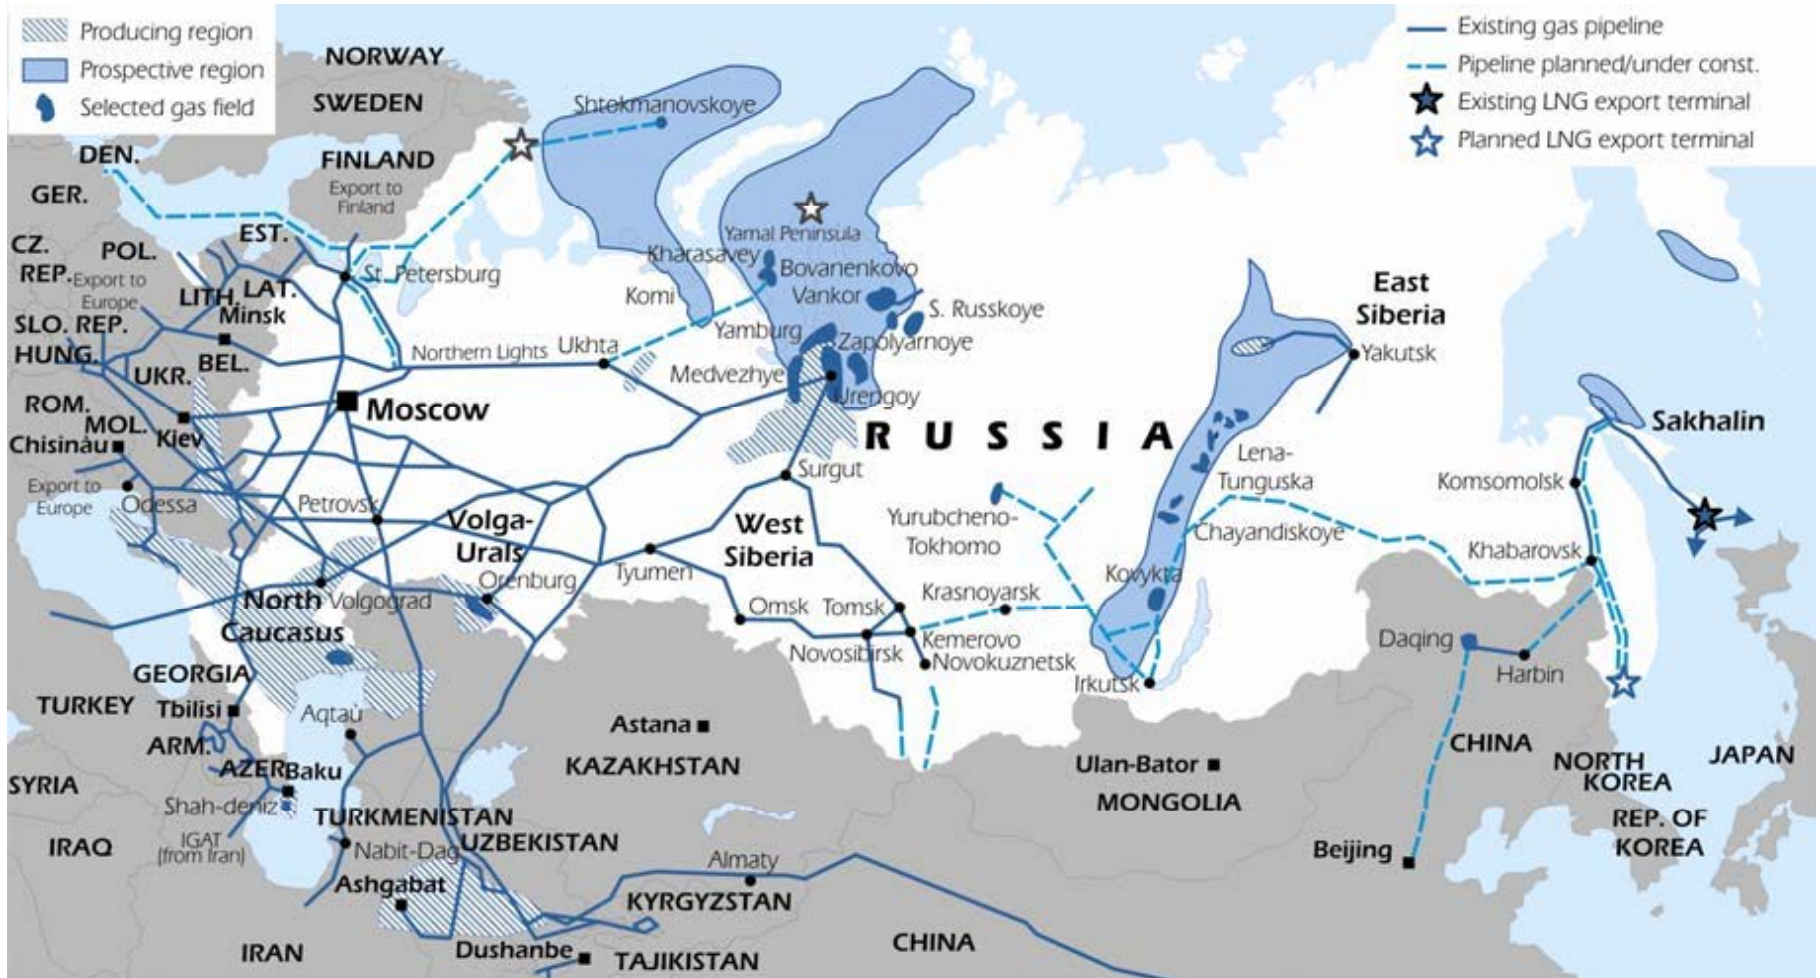 Producing region
Prospective region
Selected gas field
Existing gas pipeline
Pipeline planned/under const.
Existing LNG export terminal
Planned LNG export terminal
NORWAY
SWEDEN
FINLAND
Export to
Finland
DEN.
GER.
CZ.
REP.
POL.
EST.
Export to
Europe
LITH.
LAT.
Minsk
SLO. REP.
HUNG.
BEL.
UKR.
ROM.
MOL.
Chisinàu
Kiev
Export to
Europe
Odessa
St. Petersburg
Moscow
Northern Lights
Ukhta
Shtokmanovskoye
Komi
Yamal Peninsula
Kharasavey
Bovanenkovo
Vankor
S. Russkoye
Yamburg
Zapolyarnoye
Medvezhye
Urengoy
RUSSIA
Surgut
Petrovsk
Volga-
Urals
Orenburg
West
Siberia
Tyumen
Omsk
Tomsk
Novosibirsk
Kemerovo
Novokuznetsk
Krasnoyarsk
Yurubcheno-
Tokhomo
Kovykta
Irkutsk
Lena-
Tunguska
Chayandiskoye
East
Siberia
Yakutsk
Sakhalin
Komsomolsk
Khabarovsk
Daqing
Harbin
North
Caucasus
Volgograd
GEORGIA
TURKEY
Tbilisi
ARM.
AZER.
Baku
Aqtaù
SYRIA
Shah-deniz
IRAQ
IGAT
(from Iran)
TURKMENISTAN
UZBEKISTAN
Nabit-Dag
Ashgabat
IRAN
Dushanbe
TAJIKISTAN
KYRGYZSTAN
Almaty
Astana
KAZAKHSTAN
Ulan-Bator
MONGOLIA
CHINA
Beijing
CHINA
NORTH
KOREA
REP. OF
KOREA
JAPAN